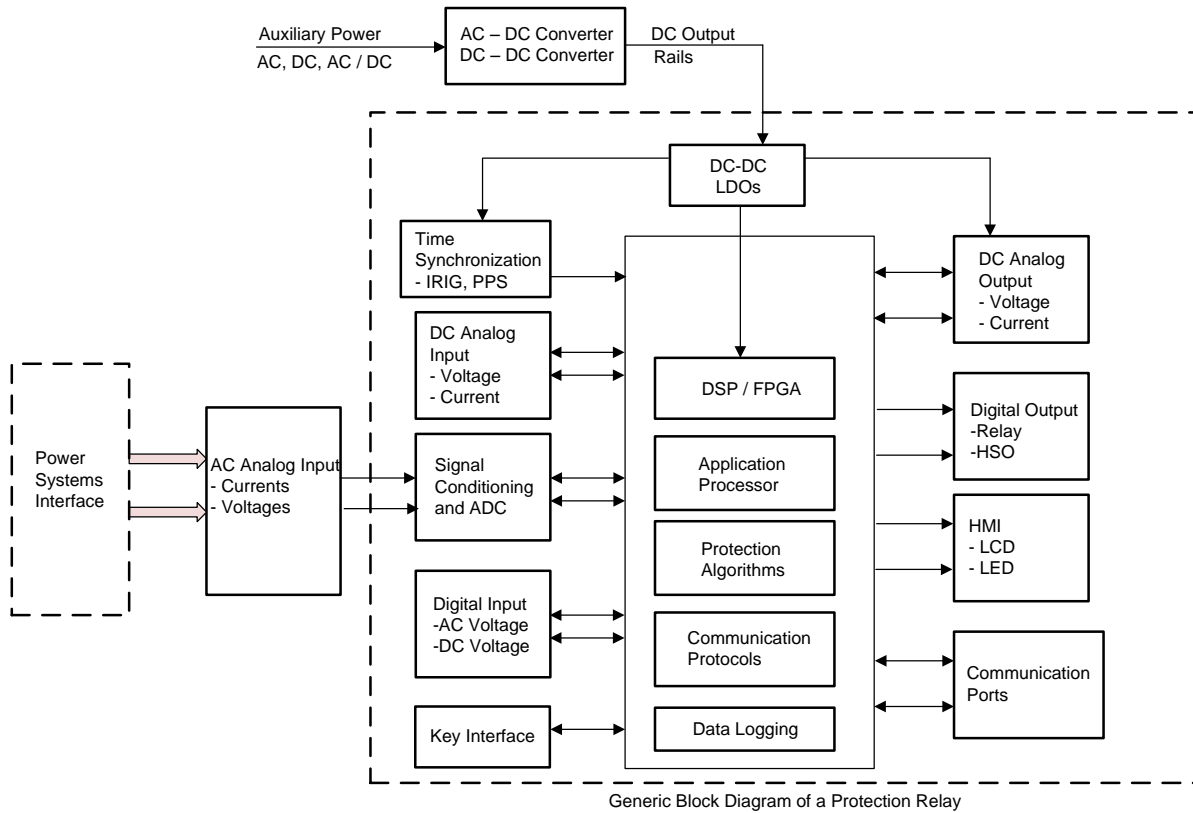 Auxiliary Power
AC, DC, AC / DC
AC – DC Converter
DC – DC Converter
DC Output
Rails
DC-DC
LDOs
Time
Synchronization
- IRIG, PPS
DC Analog
Output
- Voltage
- Current
DC Analog
Input
- Voltage
- Current
DSP / FPGA
Digital Output
-Relay
-HSO
Power
Systems
Interface
AC Analog Input
- Currents
- Voltages
Signal
Conditioning
and ADC
Application
Processor
HMI
- LCD
- LED
Protection
Algorithms
Digital Input
-AC Voltage
-DC Voltage
Communication
Protocols
Communication
Ports
Key Interface
Data Logging
Generic Block Diagram of a Protection Relay